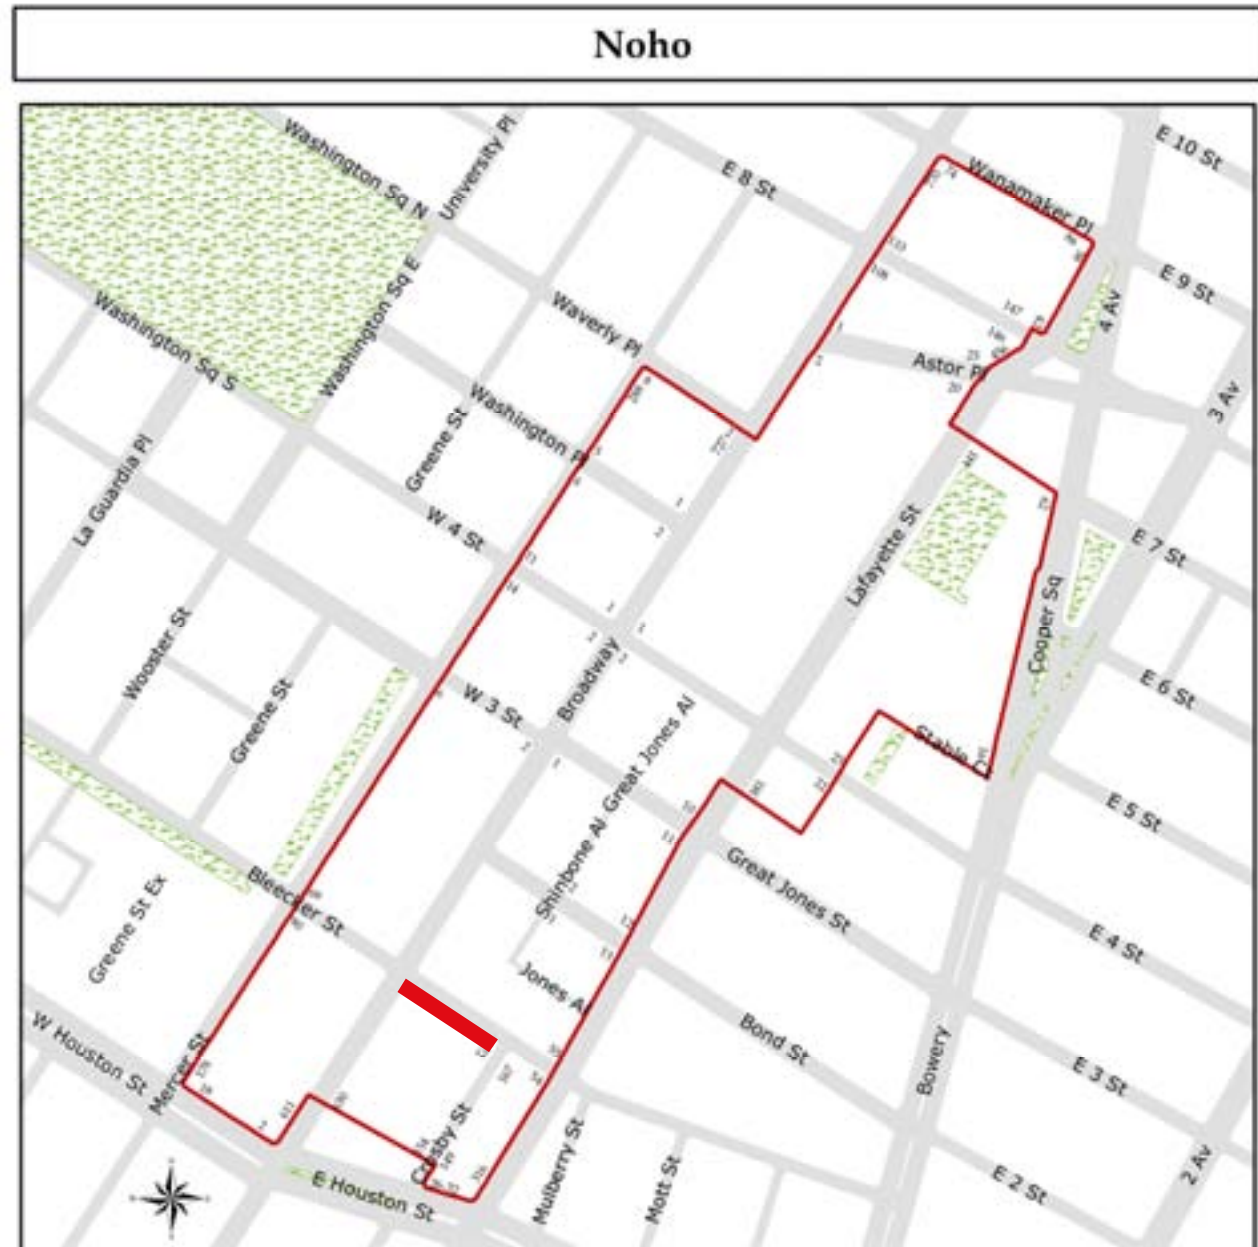 Noho
E 10 St
Washington Sq N
University Pl
E 8 St
Wanamaker Pl
E 9 St
Washington Sq E
4 Av
Washington Sq S
Waverly Pl
Astor Pl
3 Av
Washington Pl
Greene St
La Guardia Pl
W 4 St
Lafayette St
E 7 St
Cooper Sq
Wooster St
Greene St
Broadway
W 3 St
E 6 St
Great Jones Al
Stable Ct
E 5 St
Shinbone Al
Great Jones St
Bleecker St
Greene St Ex
E 4 St
Jones Al
Bond St
Bowery
W Houston St
Mercer St
E 3 St
Crosby St
Mulberry St
Mott St
E Houston St
E 2 St
2 Av